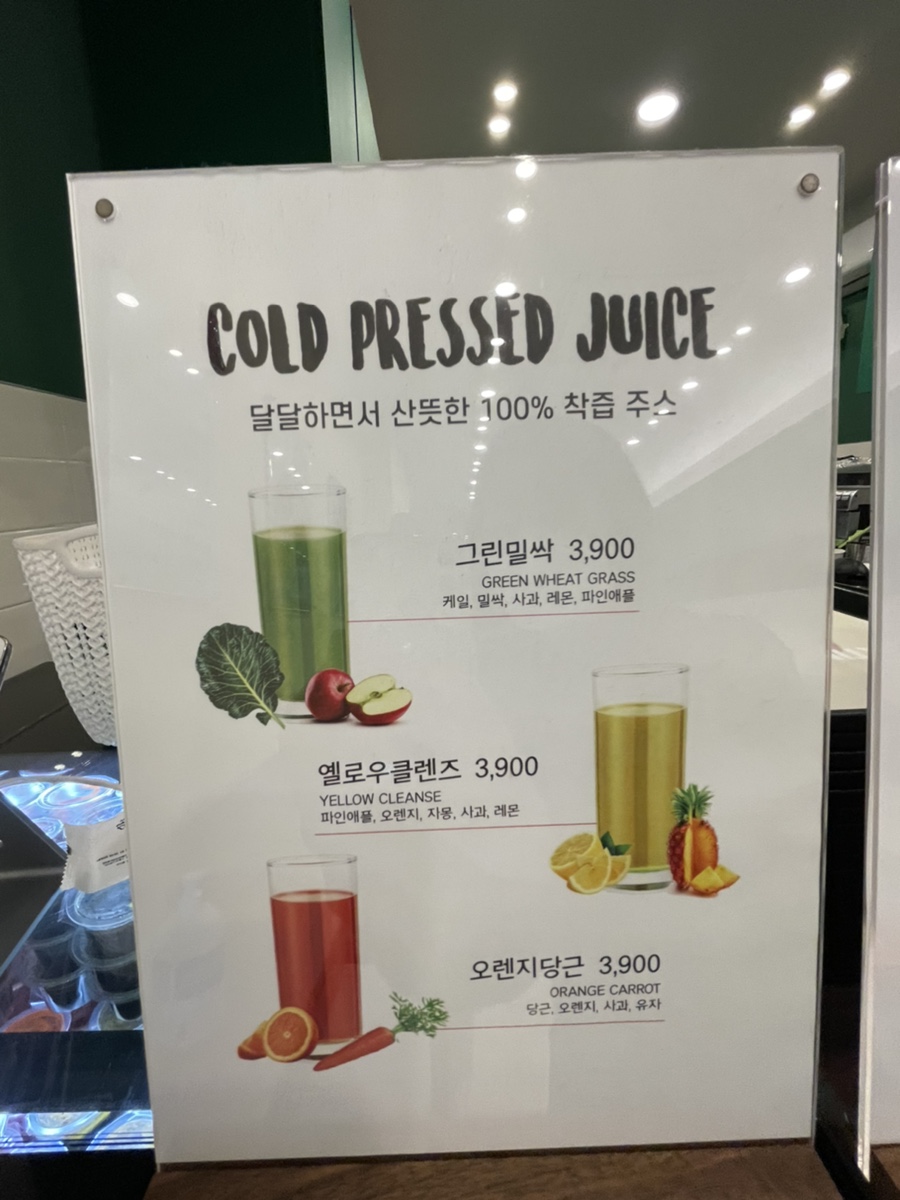 COLD PRESSED JUICE
달달하면서 산뜻한 100% 착즙 주스
그린밀싹 3,900
GREEN WHEAT GRASS
케일, 밀싹, 사과, 레몬, 파인애플
옐로우클렌즈 3,900
YELLOW CLEANSE
파인애플, 오렌지, 자몽, 사과, 레몬
오렌지당근 3,900
ORANGE CARROT
당근, 오렌지, 사과, 유자